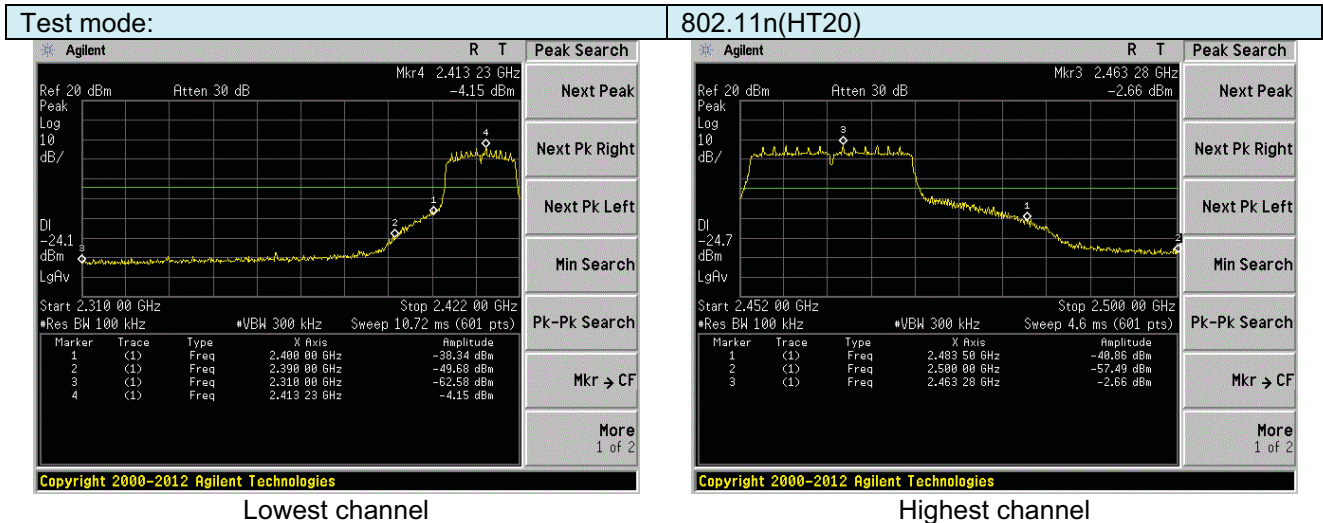 Test mode: 802.11n(HT20)
Agilent R T Peak Search
Mkr4 2.413 23 GHz
Ref 20 dBm Atten 30 dB -4.15 dBm Next Peak
Peak
Log
10
dB/
4
Next Pk Right
1
Next Pk Left
2
DI
-24.1
dBm
3
Min Search
LgAv
Start 2.310 00 GHz Stop 2.422 00 GHz
#Res BW 100 kHz #VBW 300 kHz Sweep 10.72 ms (601 pts) Pk-Pk Search
Marker Trace Type X Axis Amplitude
1 (1) Freq 2.400 00 GHz -38.34 dBm
2 (1) Freq 2.390 00 GHz -49.68 dBm
3 (1) Freq 2.310 00 GHz -62.58 dBm
4 (1) Freq 2.413 23 GHz -4.15 dBm
Mkr → CF
More
1 of 2
Copyright 2000-2012 Agilent Technologies
Lowest channel
Agilent R T Peak Search
Mkr3 2.463 28 GHz
Ref 20 dBm Atten 30 dB -2.66 dBm Next Peak
Peak
Log
10
dB/
3
Next Pk Right
1
Next Pk Left
DI
-24.7
dBm
2
Min Search
LgAv
Start 2.452 00 GHz Stop 2.500 00 GHz
#Res BW 100 kHz #VBW 300 kHz Sweep 4.6 ms (601 pts) Pk-Pk Search
Marker Trace Type X Axis Amplitude
1 (1) Freq 2.483 50 GHz -40.86 dBm
2 (1) Freq 2.500 00 GHz -57.49 dBm
3 (1) Freq 2.463 28 GHz -2.66 dBm
Mkr → CF
More
1 of 2
Copyright 2000-2012 Agilent Technologies
Highest channel